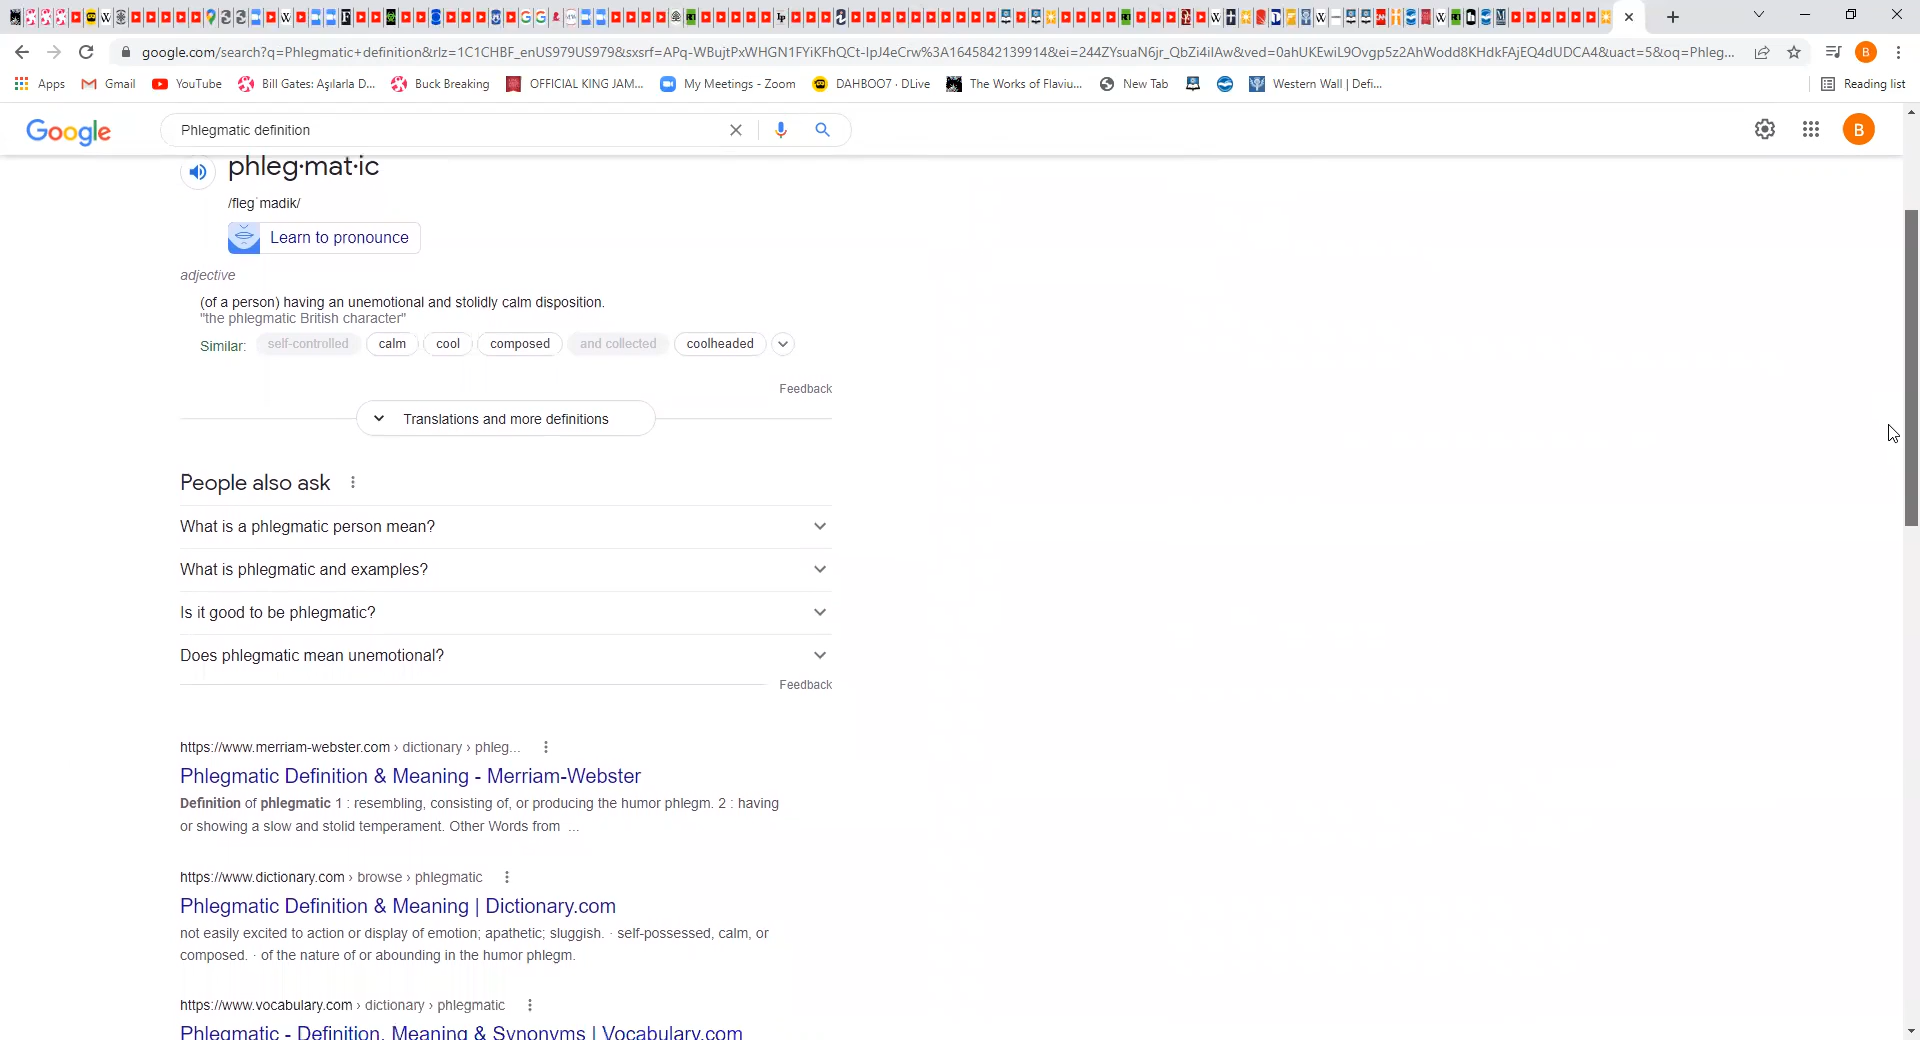 google.com/search?q=Phlegmatic+definition&rlz=1C1CHBF_enUS979US979&sxsrf=APq-WBujtPxWHGN1FYiKFhQCt-IpJ4eCrw%3A1645842139914&ei=244ZYsuaN6jr_QbZi4iIAw&ved=0ahUKEwiL9Ovgp5z2AhWodd8KHdkFAjEQ4dUDCA4&uact=5&oq=Phleg...
B
Apps Gmail YouTube Bill Gates: Aşılarla D... Buck Breaking OFFICIAL KING JAM... My Meetings - Zoom DAHBOO7 · DLive The Works of Flaviu... New Tab Western Wall | Defi... Reading list
Google Phlegmatic definition B
phleg·mat·ic
/fleɡˈmadik/
Learn to pronounce
adjective
(of a person) having an unemotional and stolidly calm disposition.
"the phlegmatic British character"
Similar: self-controlled calm cool composed and collected coolheaded
Feedback
Translations and more definitions
People also ask
What is a phlegmatic person mean?
What is phlegmatic and examples?
Is it good to be phlegmatic?
Does phlegmatic mean unemotional?
Feedback
https://www.merriam-webster.com › dictionary › phleg...
Phlegmatic Definition & Meaning - Merriam-Webster
Definition of phlegmatic 1 : resembling, consisting of, or producing the humor phlegm. 2 : having
or showing a slow and stolid temperament. Other Words from ...
https://www.dictionary.com › browse › phlegmatic
Phlegmatic Definition & Meaning | Dictionary.com
not easily excited to action or display of emotion; apathetic; sluggish. · self-possessed, calm, or
composed. · of the nature of or abounding in the humor phlegm.
https://www.vocabulary.com › dictionary › phlegmatic
Phlegmatic - Definition, Meaning & Synonyms | Vocabulary.com